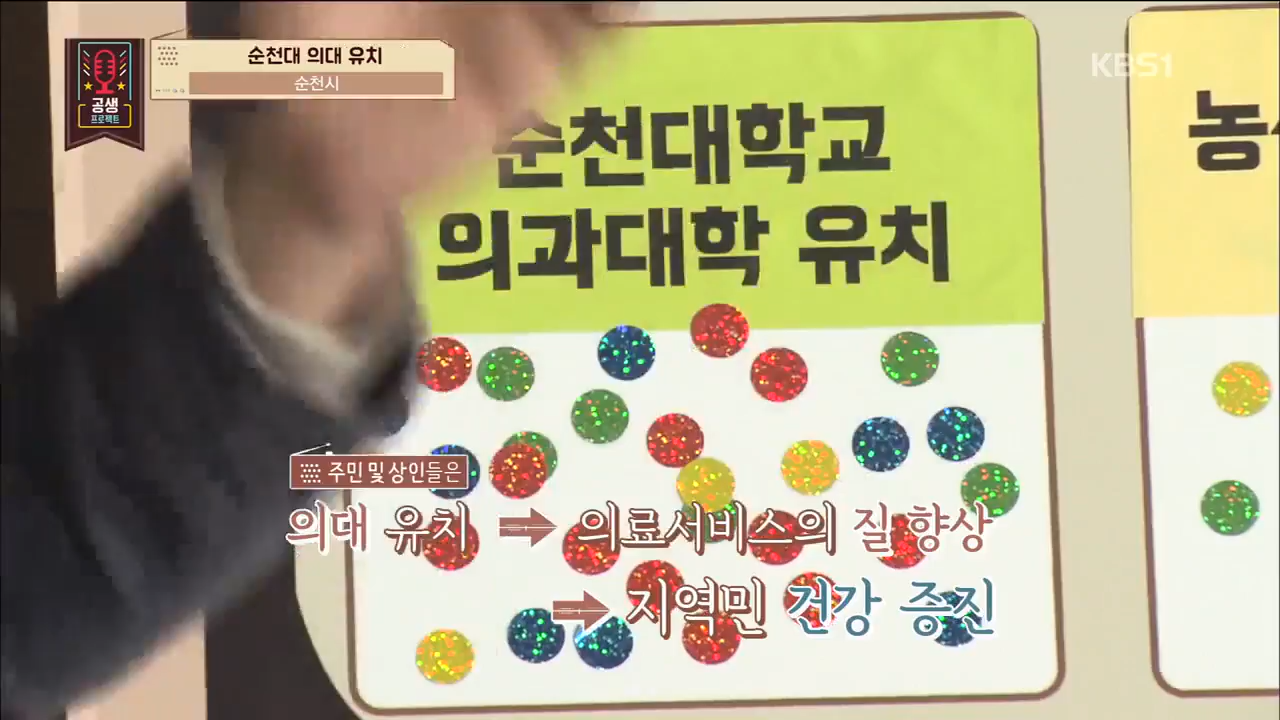 순천대 의대 유치
순천시
공생
프로젝트
KBS1
순천대학교
의과대학 유치
주민 및 상인들은
의대 유치 → 의료서비스의 질 향상
→ 지역민 건강 증진